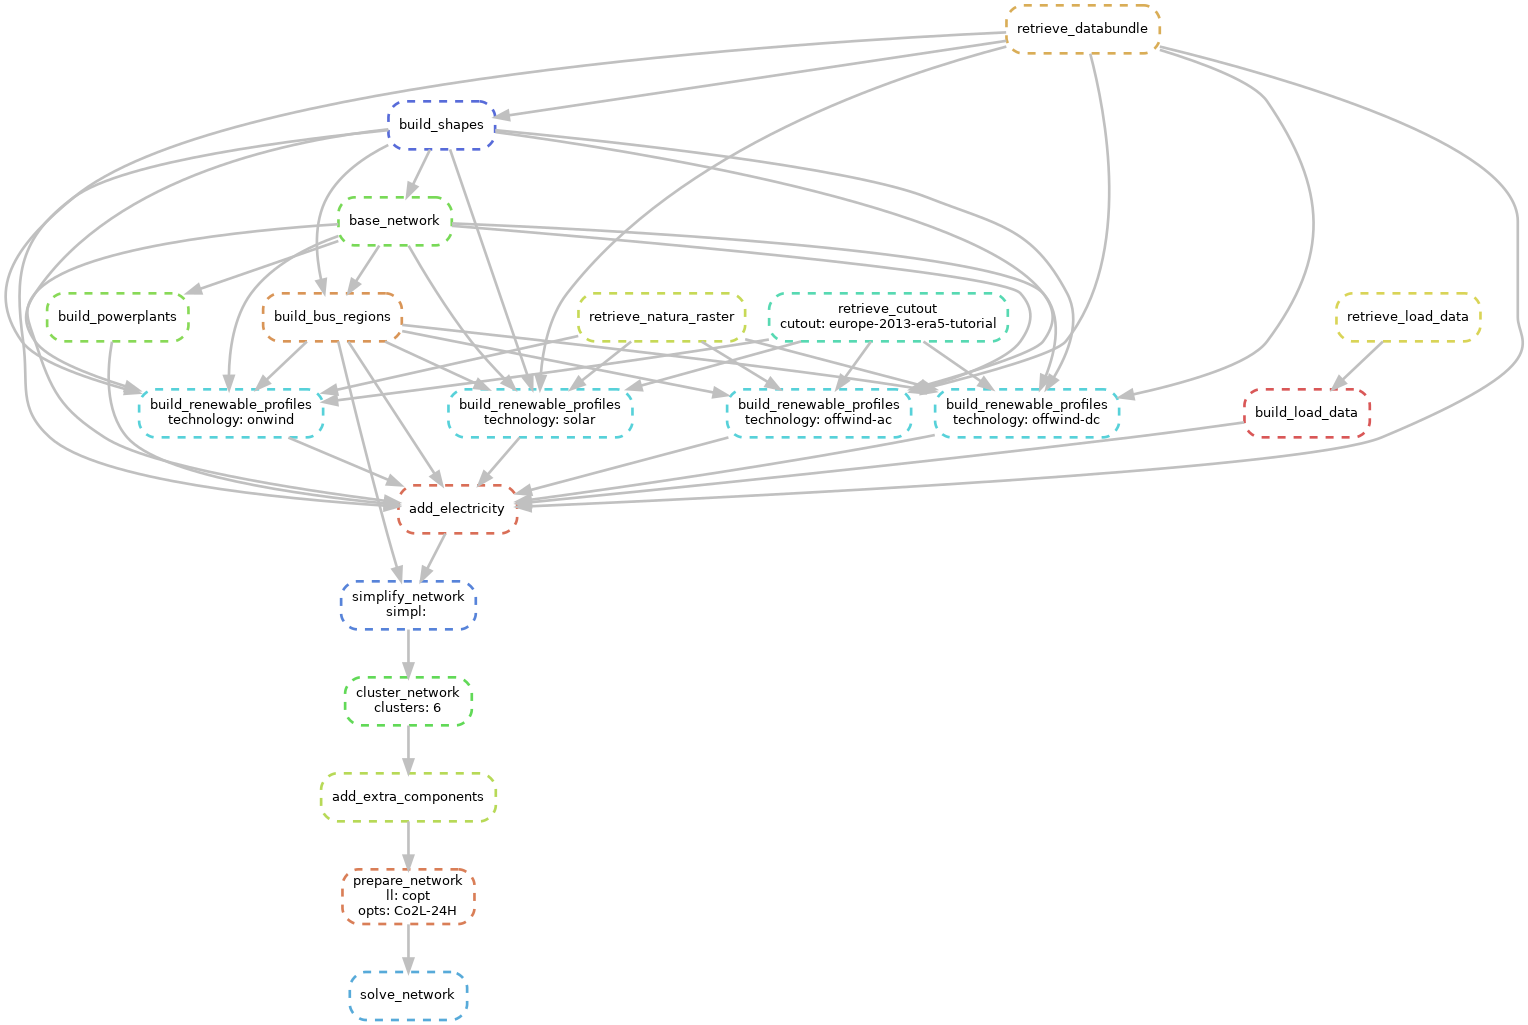 retrieve_databundle
build_shapes
base_network
build_powerplants
build_bus_regions
retrieve_natura_raster
retrieve_cutout
cutout: europe-2013-era5-tutorial
retrieve_load_data
build_renewable_profiles
technology: onwind
build_renewable_profiles
technology: solar
build_renewable_profiles
technology: offwind-ac
build_renewable_profiles
technology: offwind-dc
build_load_data
add_electricity
simplify_network
simpl:
cluster_network
clusters: 6
add_extra_components
prepare_network
ll: copt
opts: Co2L-24H
solve_network